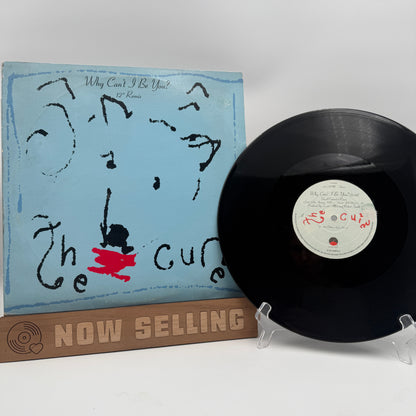 Why Can't I Be You?
12" Remix
The Cure
Why Can't I Be You?
The Cure
NOW SELLING